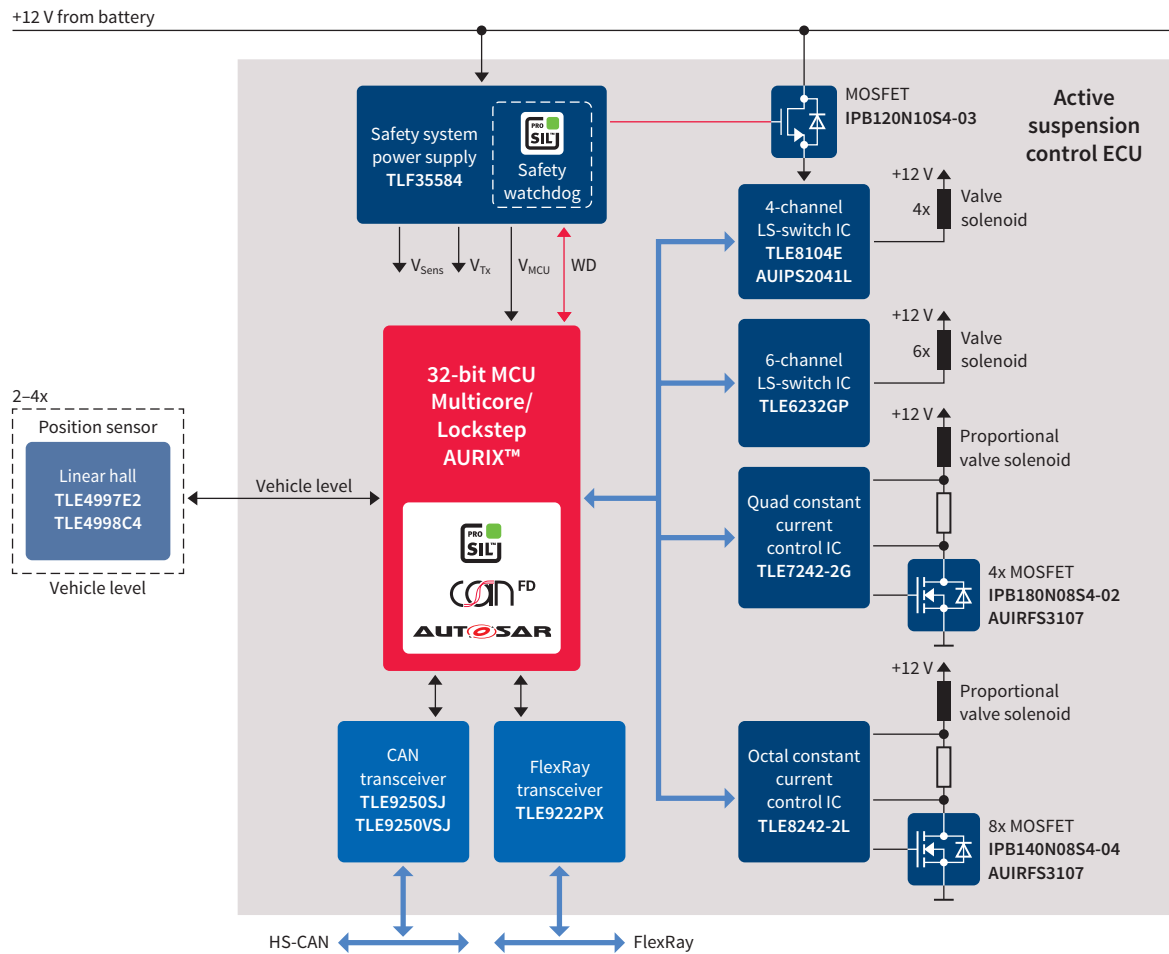 +12 V from battery
Active
suspension
control ECU
Safety system
power supply
TLF35584
PRO
SIL™
Safety
watchdog
MOSFET
IPB120N10S4-03
VSens
VTx
VMCU
WD
4-channel
LS-switch IC
TLE8104E
AUIPS2041L
+12 V
4x
Valve
solenoid
6-channel
LS-switch IC
TLE6232GP
+12 V
6x
Valve
solenoid
32-bit MCU
Multicore/
Lockstep
AURIX™
PRO
SIL™
CAN FD
AUTOSAR
2–4x
Position sensor
Linear hall
TLE4997E2
TLE4998C4
Vehicle level
Vehicle level
Quad constant
current
control IC
TLE7242-2G
+12 V
Proportional
valve solenoid
4x MOSFET
IPB180N08S4-02
AUIRFS3107
Octal constant
current
control IC
TLE8242-2L
+12 V
Proportional
valve solenoid
8x MOSFET
IPB140N08S4-04
AUIRFS3107
CAN
transceiver
TLE9250SJ
TLE9250VSJ
FlexRay
transceiver
TLE9222PX
HS-CAN
FlexRay